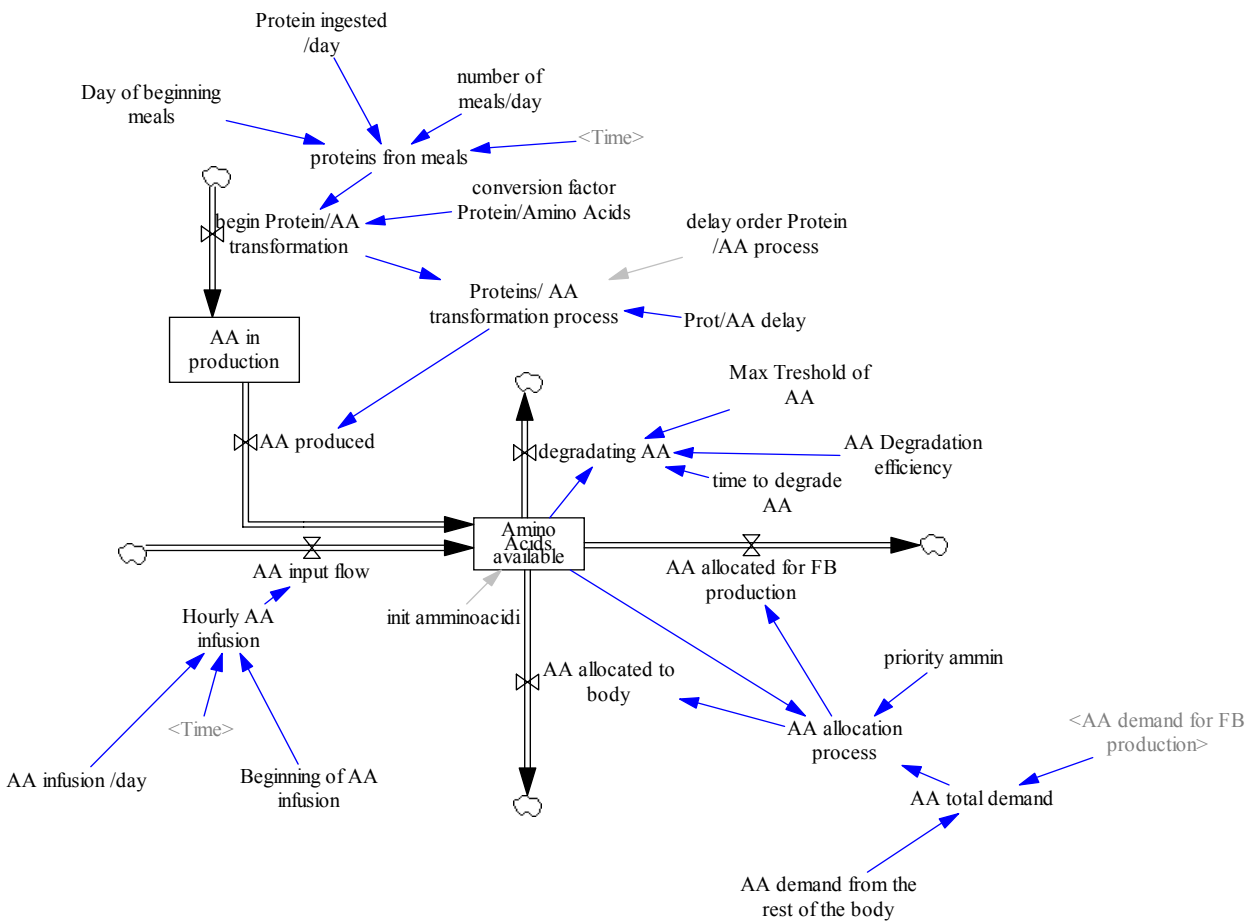 Protein ingested
/day
number of
meals/day
Day of beginning
meals
<Time>
proteins fron meals
conversion factor
Protein/Amino Acids
begin Protein/AA
transformation
delay order Protein
/AA process
Proteins/ AA
transformation process
Prot/AA delay
AA in
production
Max Treshold of
AA
AA produced
degradating AA
AA Degradation
efficiency
time to degrade
AA
Amino
Acids
available
AA input flow
AA allocated for FB
production
init amminoacidi
Hourly AA
infusion
AA allocated to
body
priority ammin
<Time>
AA allocation
process
<AA demand for FB
production>
AA infusion /day
Beginning of AA
infusion
AA total demand
AA demand from the
rest of the body